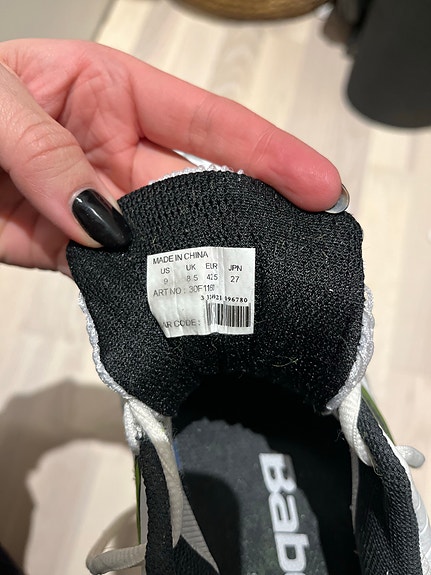 MADE IN CHINA
US UK EUR JPN
9 8.5 42.5 27
ART NO :
BAR CODE :
Bab